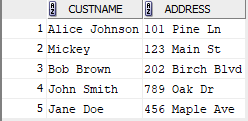 CUSTNAME ADDRESS
1 Alice Johnson 101 Pine Ln
2 Mickey 123 Main St
3 Bob Brown 202 Birch Blvd
4 John Smith 789 Oak Dr
5 Jane Doe 456 Maple Ave